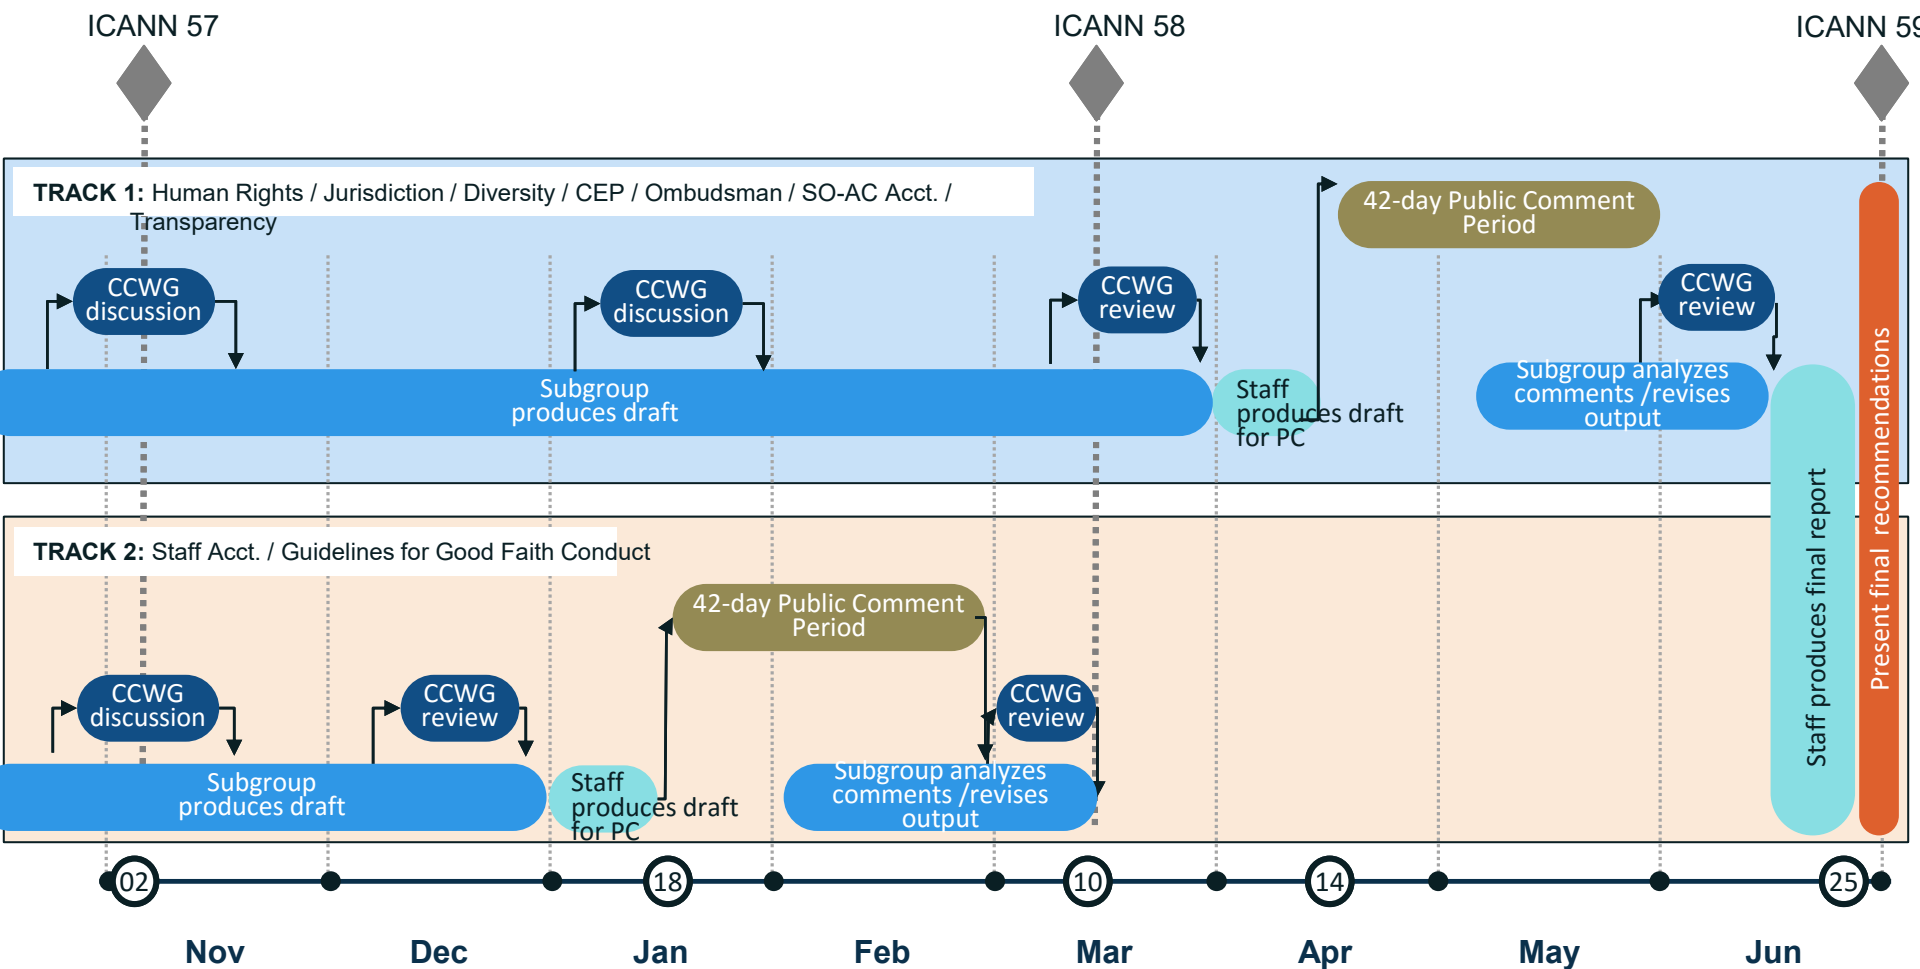 ICANN 57
ICANN 58
ICANN 59
TRACK 1: Human Rights / Jurisdiction / Diversity / CEP / Ombudsman / SO-AC Acct. /
Transparency
42-day Public Comment
Period
CCWG
discussion
CCWG
discussion
CCWG
review
CCWG
review
Subgroup
produces draft
Staff
produces draft
for PC
Subgroup analyzes
comments /revises
output
Staff produces final report
Present final recommendations
TRACK 2: Staff Acct. / Guidelines for Good Faith Conduct
42-day Public Comment
Period
CCWG
discussion
CCWG
review
CCWG
review
Subgroup
produces draft
Staff
produces draft
for PC
Subgroup analyzes
comments /revises
output
02
18
10
14
25
Nov
Dec
Jan
Feb
Mar
Apr
May
Jun